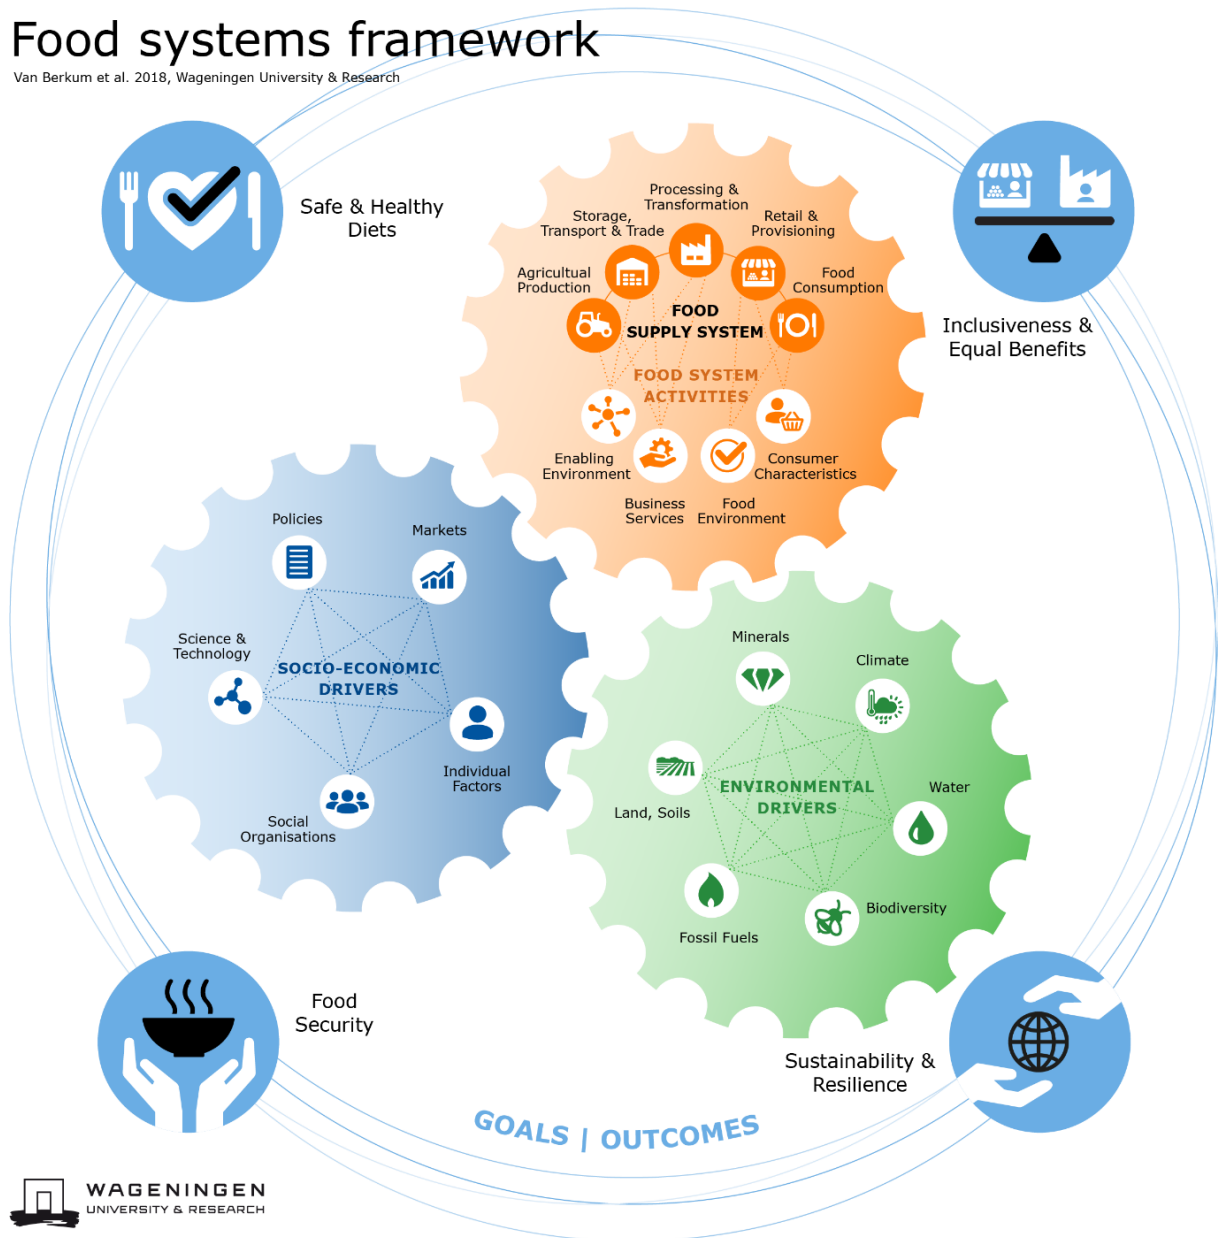 Food systems framework
Van Berkum et al. 2018, Wageningen University & Research
Safe & Healthy
Diets
Inclusiveness &
Equal Benefits
Processing &
Transformation
Storage,
Transport & Trade
Retail &
Provisioning
Agricultual
Production
Food
Consumption
FOOD
SUPPLY SYSTEM
FOOD SYSTEM
ACTIVITIES
Enabling
Environment
Business
Services
Food
Environment
Consumer
Characteristics
Policies
Markets
Science &
Technology
SOCIO-ECONOMIC
DRIVERS
Individual
Factors
Social
Organisations
Minerals
Climate
Land, Soils
ENVIRONMENTAL
DRIVERS
Water
Fossil Fuels
Biodiversity
Food
Security
Sustainability &
Resilience
GOALS | OUTCOMES
WAGENINGEN
UNIVERSITY & RESEARCH